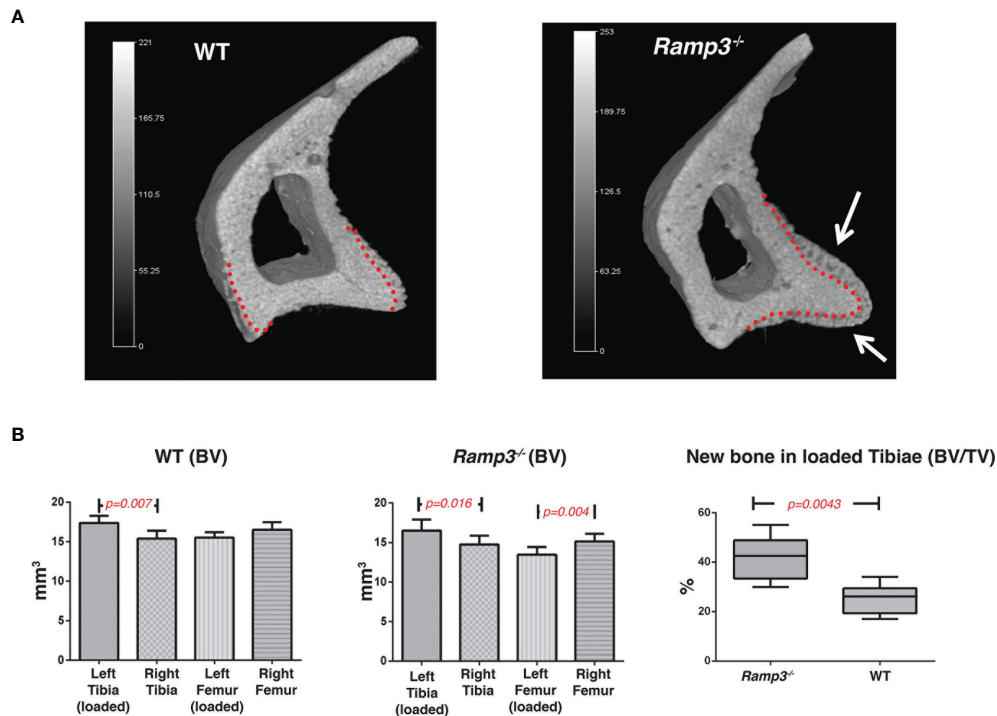 A
WT
221
165.75
110.5
55.25
0
Ramp3-/-
253
189.75
126.5
63.25
0
B
WT (BV)
mm3
20
15
10
5
0
p=0.007
Left
Tibia
(loaded)
Right
Tibia
Left
Femur
(loaded)
Right
Femur
Ramp3-/- (BV)
mm3
20
15
10
5
0
p=0.016
p=0.004
Left
Tibia
(loaded)
Right
Tibia
Left
Femur
(loaded)
Right
Femur
New bone in loaded Tibiae (BV/TV)
%
60
40
20
0
p=0.0043
Ramp3-/-
WT